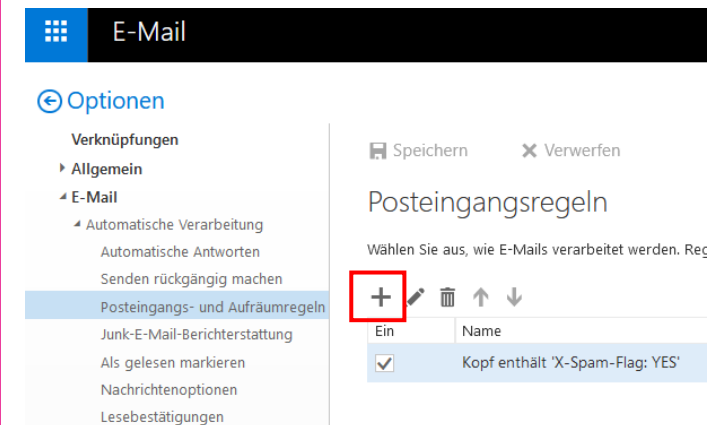 E-Mail
Optionen
Verknüpfungen
Allgemein
E-Mail
Automatische Verarbeitung
Automatische Antworten
Senden rückgängig machen
Posteingangs- und Aufräumregeln
Junk-E-Mail-Berichterstattung
Als gelesen markieren
Nachrichtenoptionen
Lesebestätigungen
Speichern Verwerfen
Posteingangsregeln
Wählen Sie aus, wie E-Mails verarbeitet werden.
Ein Name
Kopf enthält 'X-Spam-Flag: YES'